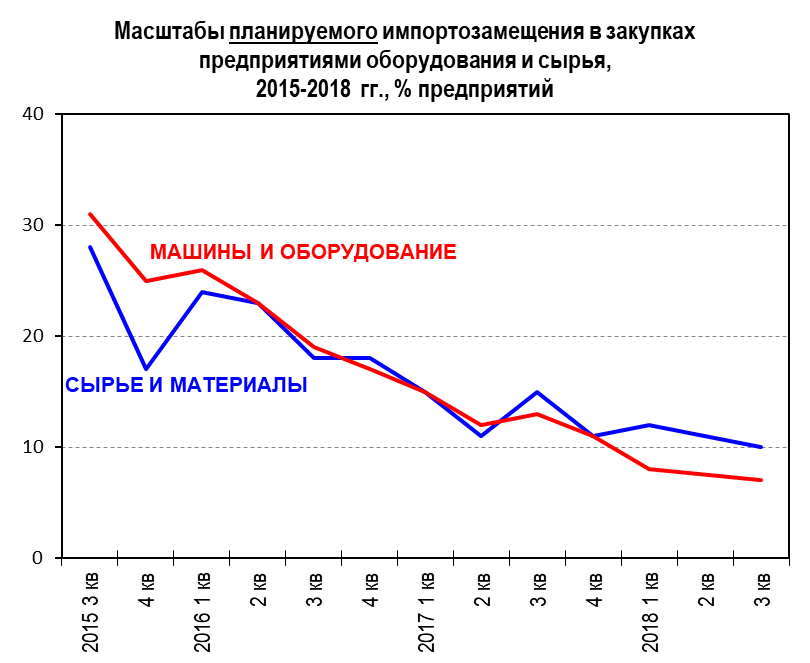 Масштабы планируемого импортозамещения в закупках
предприятиями оборудования и сырья,
2015-2018 гг., % предприятий
40
30
20
10
0
МАШИНЫ И ОБОРУДОВАНИЕ
СЫРЬЕ И МАТЕРИАЛЫ
2015 3 кв
4 кв
2016 1 кв
2 кв
3 кв
4 кв
2017 1 кв
2 кв
3 кв
4 кв
2018 1 кв
2 кв
3 кв